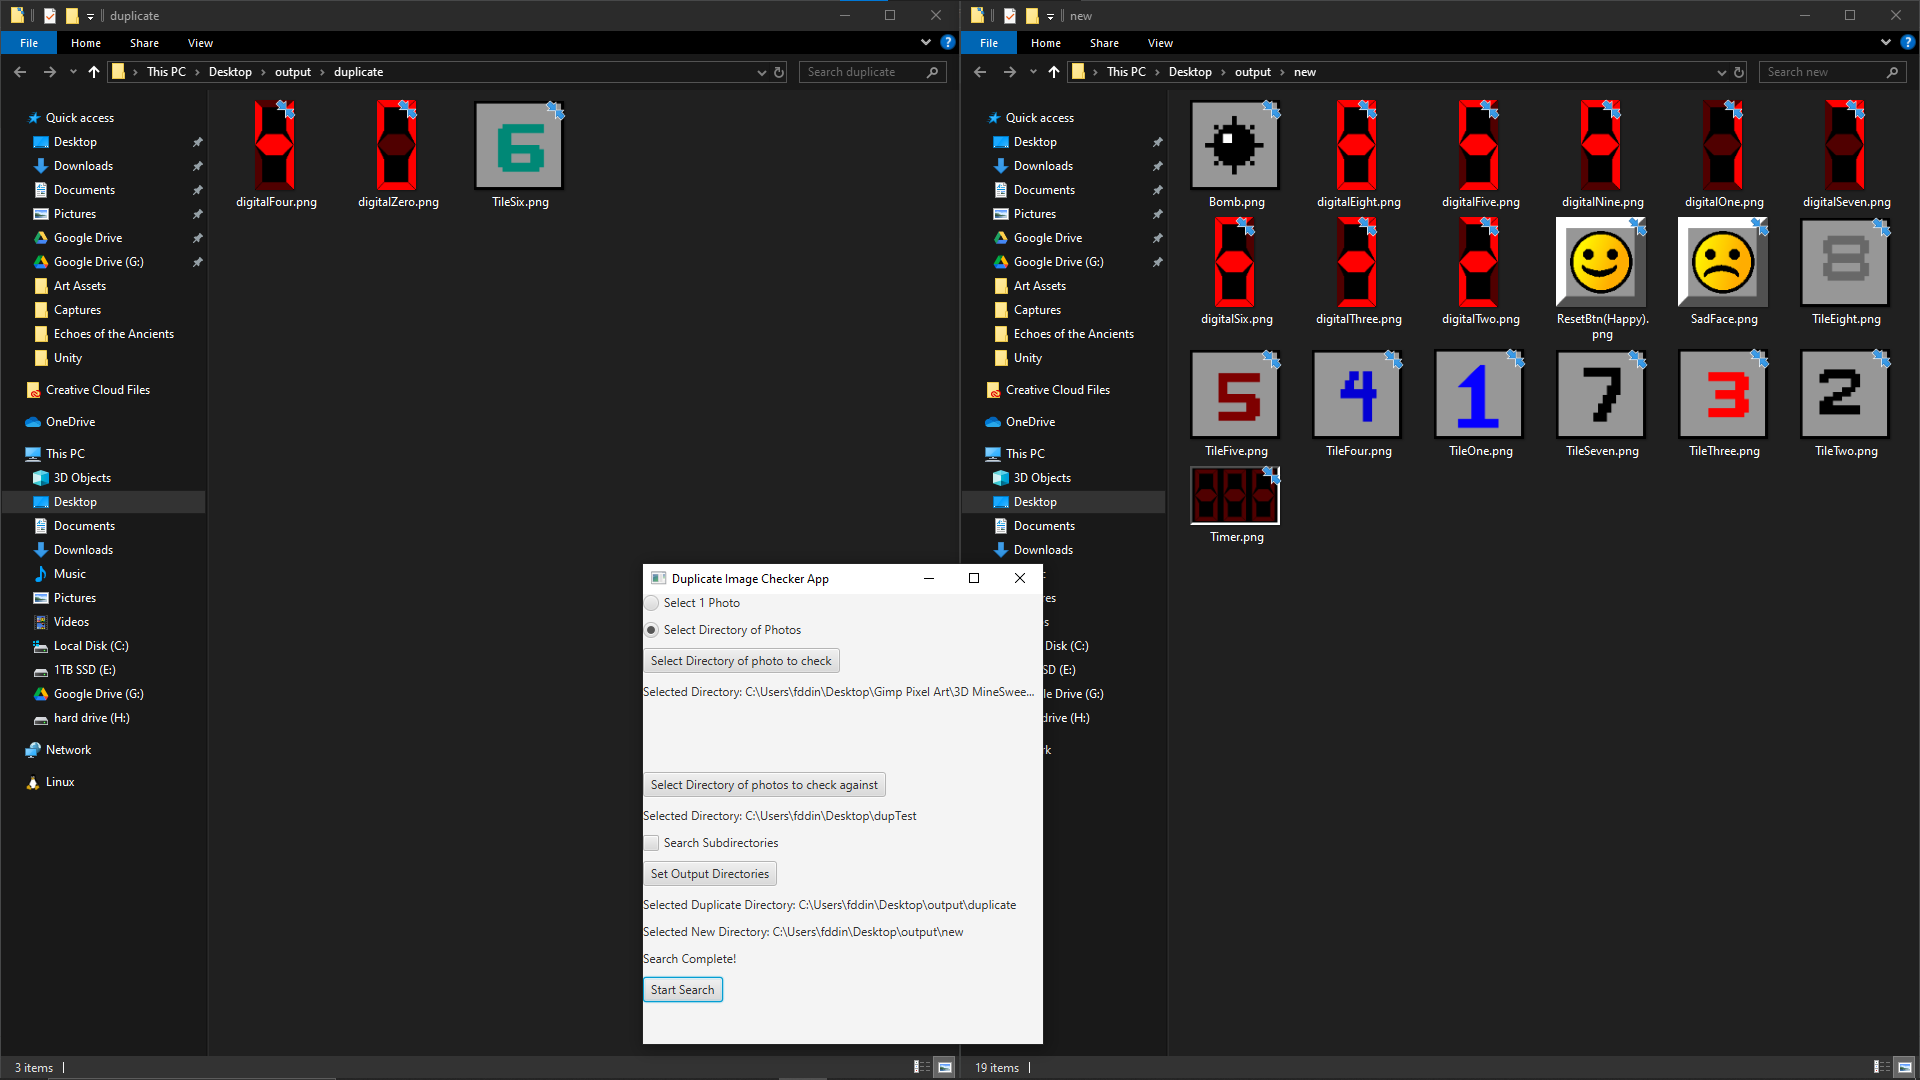 duplicate
File Home Share View
This PC Desktop output duplicate
Search duplicate
Quick access
Desktop
Downloads
Documents
Pictures
Google Drive
Google Drive (G:)
Art Assets
Captures
Echoes of the Ancients
Unity
Creative Cloud Files
OneDrive
This PC
3D Objects
Desktop
Documents
Downloads
Music
Pictures
Videos
Local Disk (C:)
1TB SSD (E:)
Google Drive (G:)
hard drive (H:)
Network
Linux
digitalFour.png digitalZero.png TileSix.png
6
3 items
new
File Home Share View
This PC Desktop output new
Search new
Quick access
Desktop
Downloads
Documents
Pictures
Google Drive
Google Drive (G:)
Art Assets
Captures
Echoes of the Ancients
Unity
Creative Cloud Files
OneDrive
This PC
3D Objects
Desktop
Documents
Downloads
res
s
Disk (C:)
SD (E:)
le Drive (G:)
drive (H:)
rk
Bomb.png digitalEight.png digitalFive.png digitalNine.png digitalOne.png digitalSeven.png
8
digitalSix.png digitalThree.png digitalTwo.png ResetBtn(Happy).
png SadFace.png TileEight.png
5 4 1 7 3 2
TileFive.png TileFour.png TileOne.png TileSeven.png TileThree.png TileTwo.png
Timer.png
19 items
Duplicate Image Checker App
Select 1 Photo
Select Directory of Photos
Select Directory of photo to check
Selected Directory: C:\Users\fddin\Desktop\Gimp Pixel Art\3D MineSwee...
Select Directory of photos to check against
Selected Directory: C:\Users\fddin\Desktop\dupTest
Search Subdirectories
Set Output Directories
Selected Duplicate Directory: C:\Users\fddin\Desktop\output\duplicate
Selected New Directory: C:\Users\fddin\Desktop\output\new
Search Complete!
Start Search